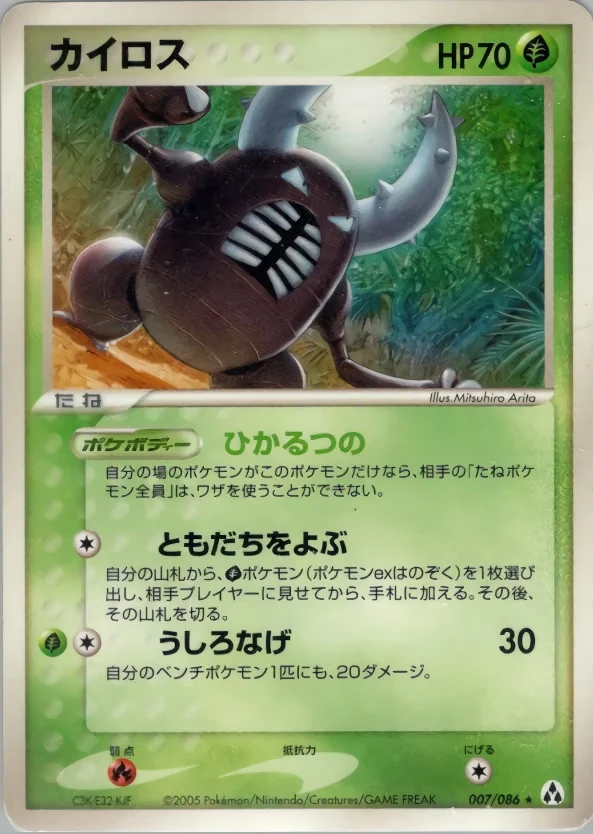 カイロス
HP70
たね
Illus.Mitsuhiro Arita
ポケボディー ひかるつの
自分の場のポケモンがこのポケモンだけなら、相手の「たねポケ
モン全員」は、ワザを使うことができない。
ともだちをよぶ
自分の山札から、ポケモン(ポケモンexはのぞく)を1枚選び
出し、相手プレイヤーに見せてから、手札に加える。その後、
その山札を切る。
うしろなげ 30
自分のベンチポケモン1匹にも、20ダメージ。
弱点 抵抗力 にげる
©2005 Pokémon/Nintendo/Creatures/GAME FREAK
007/086 ★